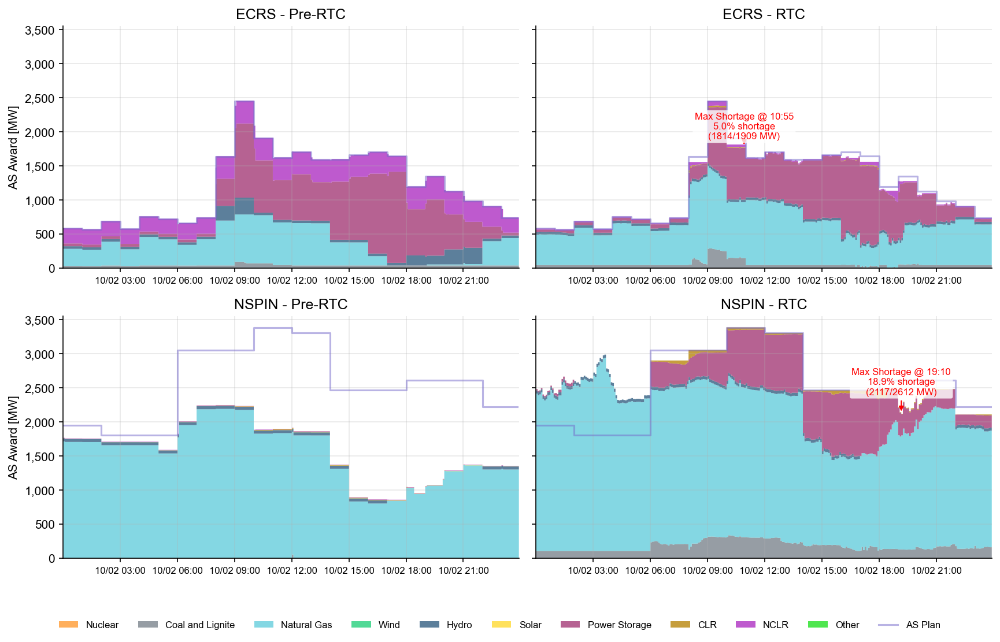 ECRS - Pre-RTC
ECRS - RTC
AS Award [MW]
3,500
3,000
2,500
2,000
1,500
1,000
500
0
Max Shortage @ 10:55
5.0% shortage
(1814/1909 MW)
10/02 03:00 10/02 06:00 10/02 09:00 10/02 12:00 10/02 15:00 10/02 18:00 10/02 21:00
10/02 03:00 10/02 06:00 10/02 09:00 10/02 12:00 10/02 15:00 10/02 18:00 10/02 21:00
NSPIN - Pre-RTC
NSPIN - RTC
AS Award [MW]
3,500
3,000
2,500
2,000
1,500
1,000
500
0
Max Shortage @ 19:10
18.9% shortage
(2117/2612 MW)
10/02 03:00 10/02 06:00 10/02 09:00 10/02 12:00 10/02 15:00 10/02 18:00 10/02 21:00
10/02 03:00 10/02 06:00 10/02 09:00 10/02 12:00 10/02 15:00 10/02 18:00 10/02 21:00
Nuclear Coal and Lignite Natural Gas Wind Hydro Solar Power Storage CLR NCLR Other AS Plan